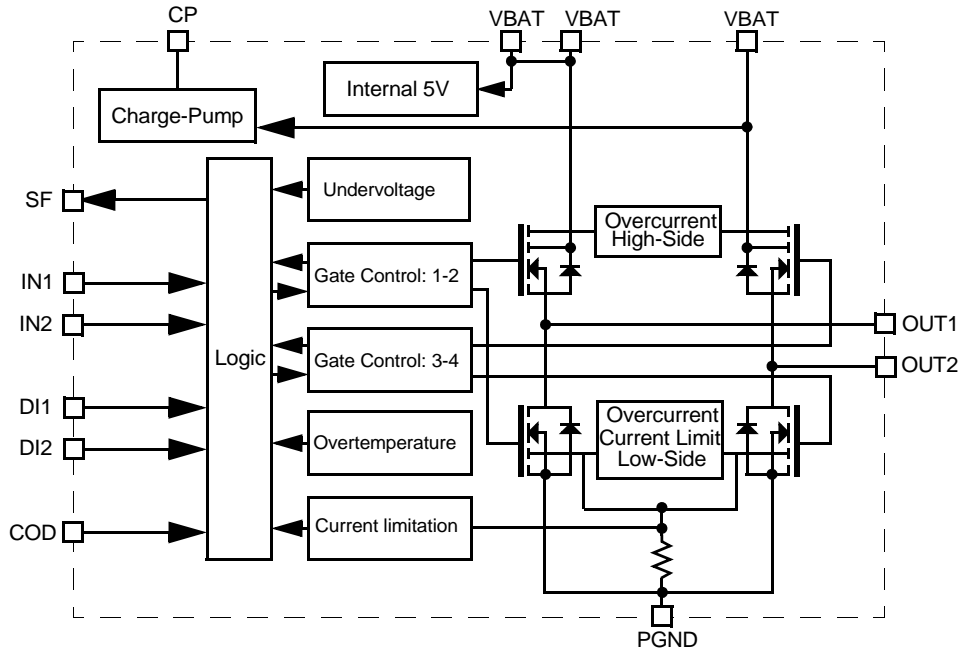 CP
VBAT
VBAT
VBAT
Internal 5V
Charge-Pump
SF
Undervoltage
Overcurrent
High-Side
IN1
Gate Control: 1-2
IN2
OUT1
Logic
Gate Control: 3-4
OUT2
DI1
Overcurrent
Current Limit
Low-Side
DI2
Overtemperature
COD
Current limitation
PGND